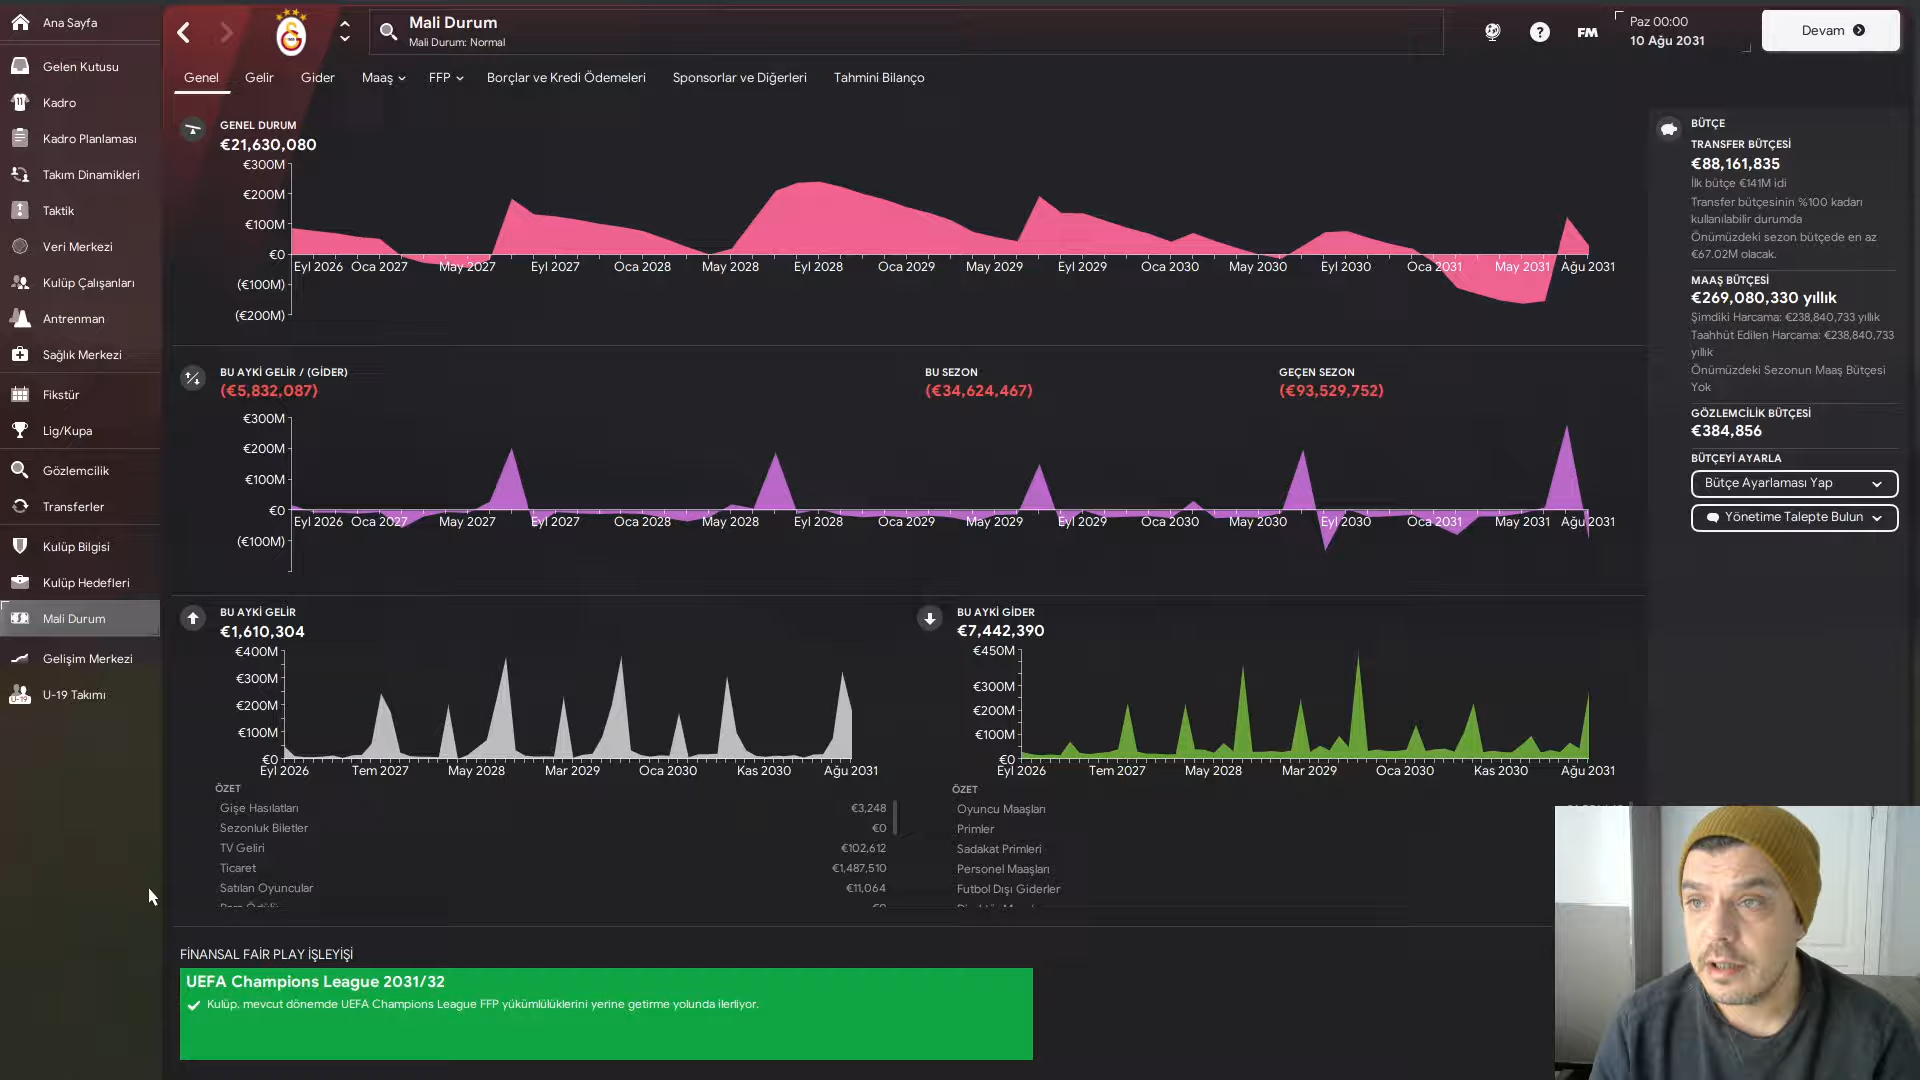 Ana Sayfa
Gelen Kutusu
Kadro
Kadro Planlaması
Takım Dinamikleri
Taktik
Veri Merkezi
Kulüp Çalışanları
Antrenman
Sağlık Merkezi
Fikstür
Lig/Kupa
Gözlemcilik
Transferler
Kulüp Bilgisi
Kulüp Hedefleri
Mali Durum
Gelişim Merkezi
U-19 Takımı
Mali Durum
Mali Durum: Normal
FM
Paz 00:00
10 Ağu 2031
Devam
Genel Gelir Gider Maaş FFP Borçlar ve Kredi Ödemeleri Sponsorlar ve Diğerleri Tahmini Bilanço
GENEL DURUM
€21,630,080
€300M
€200M
€100M
€0
(€100M)
(€200M)
Eyl 2026 Oca 2027 May 2027 Eyl 2027 Oca 2028 May 2028 Eyl 2028 Oca 2029 May 2029 Eyl 2029 Oca 2030 May 2030 Eyl 2030 Oca 2031 May 2031 Ağu 2031
BU AYKİ GELİR / (GİDER)
(€5,832,087)
BU SEZON
(€34,624,467)
GEÇEN SEZON
(€93,529,752)
€300M
€200M
€100M
€0
(€100M)
Eyl 2026 Oca 2027 May 2027 Eyl 2027 Oca 2028 May 2028 Eyl 2028 Oca 2029 May 2029 Eyl 2029 Oca 2030 May 2030 Eyl 2030 Oca 2031 May 2031 Ağu 2031
BU AYKİ GELİR
€1,610,304
€400M
€300M
€200M
€100M
€0
Eyl 2026 Tem 2027 May 2028 Mar 2029 Oca 2030 Kas 2030 Ağu 2031
ÖZET
Gişe Hasılatları €3,248
Sezonluk Biletler €0
TV Geliri €102,612
Ticaret €1,487,510
Satılan Oyuncular €11,064
BU AYKİ GİDER
€7,442,390
€450M
€300M
€200M
€100M
€0
Eyl 2026 Tem 2027 May 2028 Mar 2029 Oca 2030 Kas 2030 Ağu 2031
ÖZET
Oyuncu Maaşları
Primler
Sadakat Primleri
Personel Maaşları
Futbol Dışı Giderler
FİNANSAL FAIR PLAY İŞLEYİŞİ
UEFA Champions League 2031/32
Kulüp, mevcut dönemde UEFA Champions League FFP yükümlülüklerini yerine getirme yolunda ilerliyor.
BÜTÇE
TRANSFER BÜTÇESİ
€88,161,835
İlk bütçe €141M idi
Transfer bütçesinin %100 kadarı
kullanılabilir durumda
Önümüzdeki sezon bütçede en az
€67.02M olacak.
MAAŞ BÜTÇESİ
€269,080,330 yıllık
Şimdiki Harcama: €238,840,733 yıllık
Taahhüt Edilen Harcama: €238,840,733
yıllık
Önümüzdeki Sezonun Maaş Bütçesi
Yok
GÖZLEMCİLİK BÜTÇESİ
€384,856
BÜTÇEYİ AYARLA
Bütçe Ayarlaması Yap
Yönetime Talepte Bulun